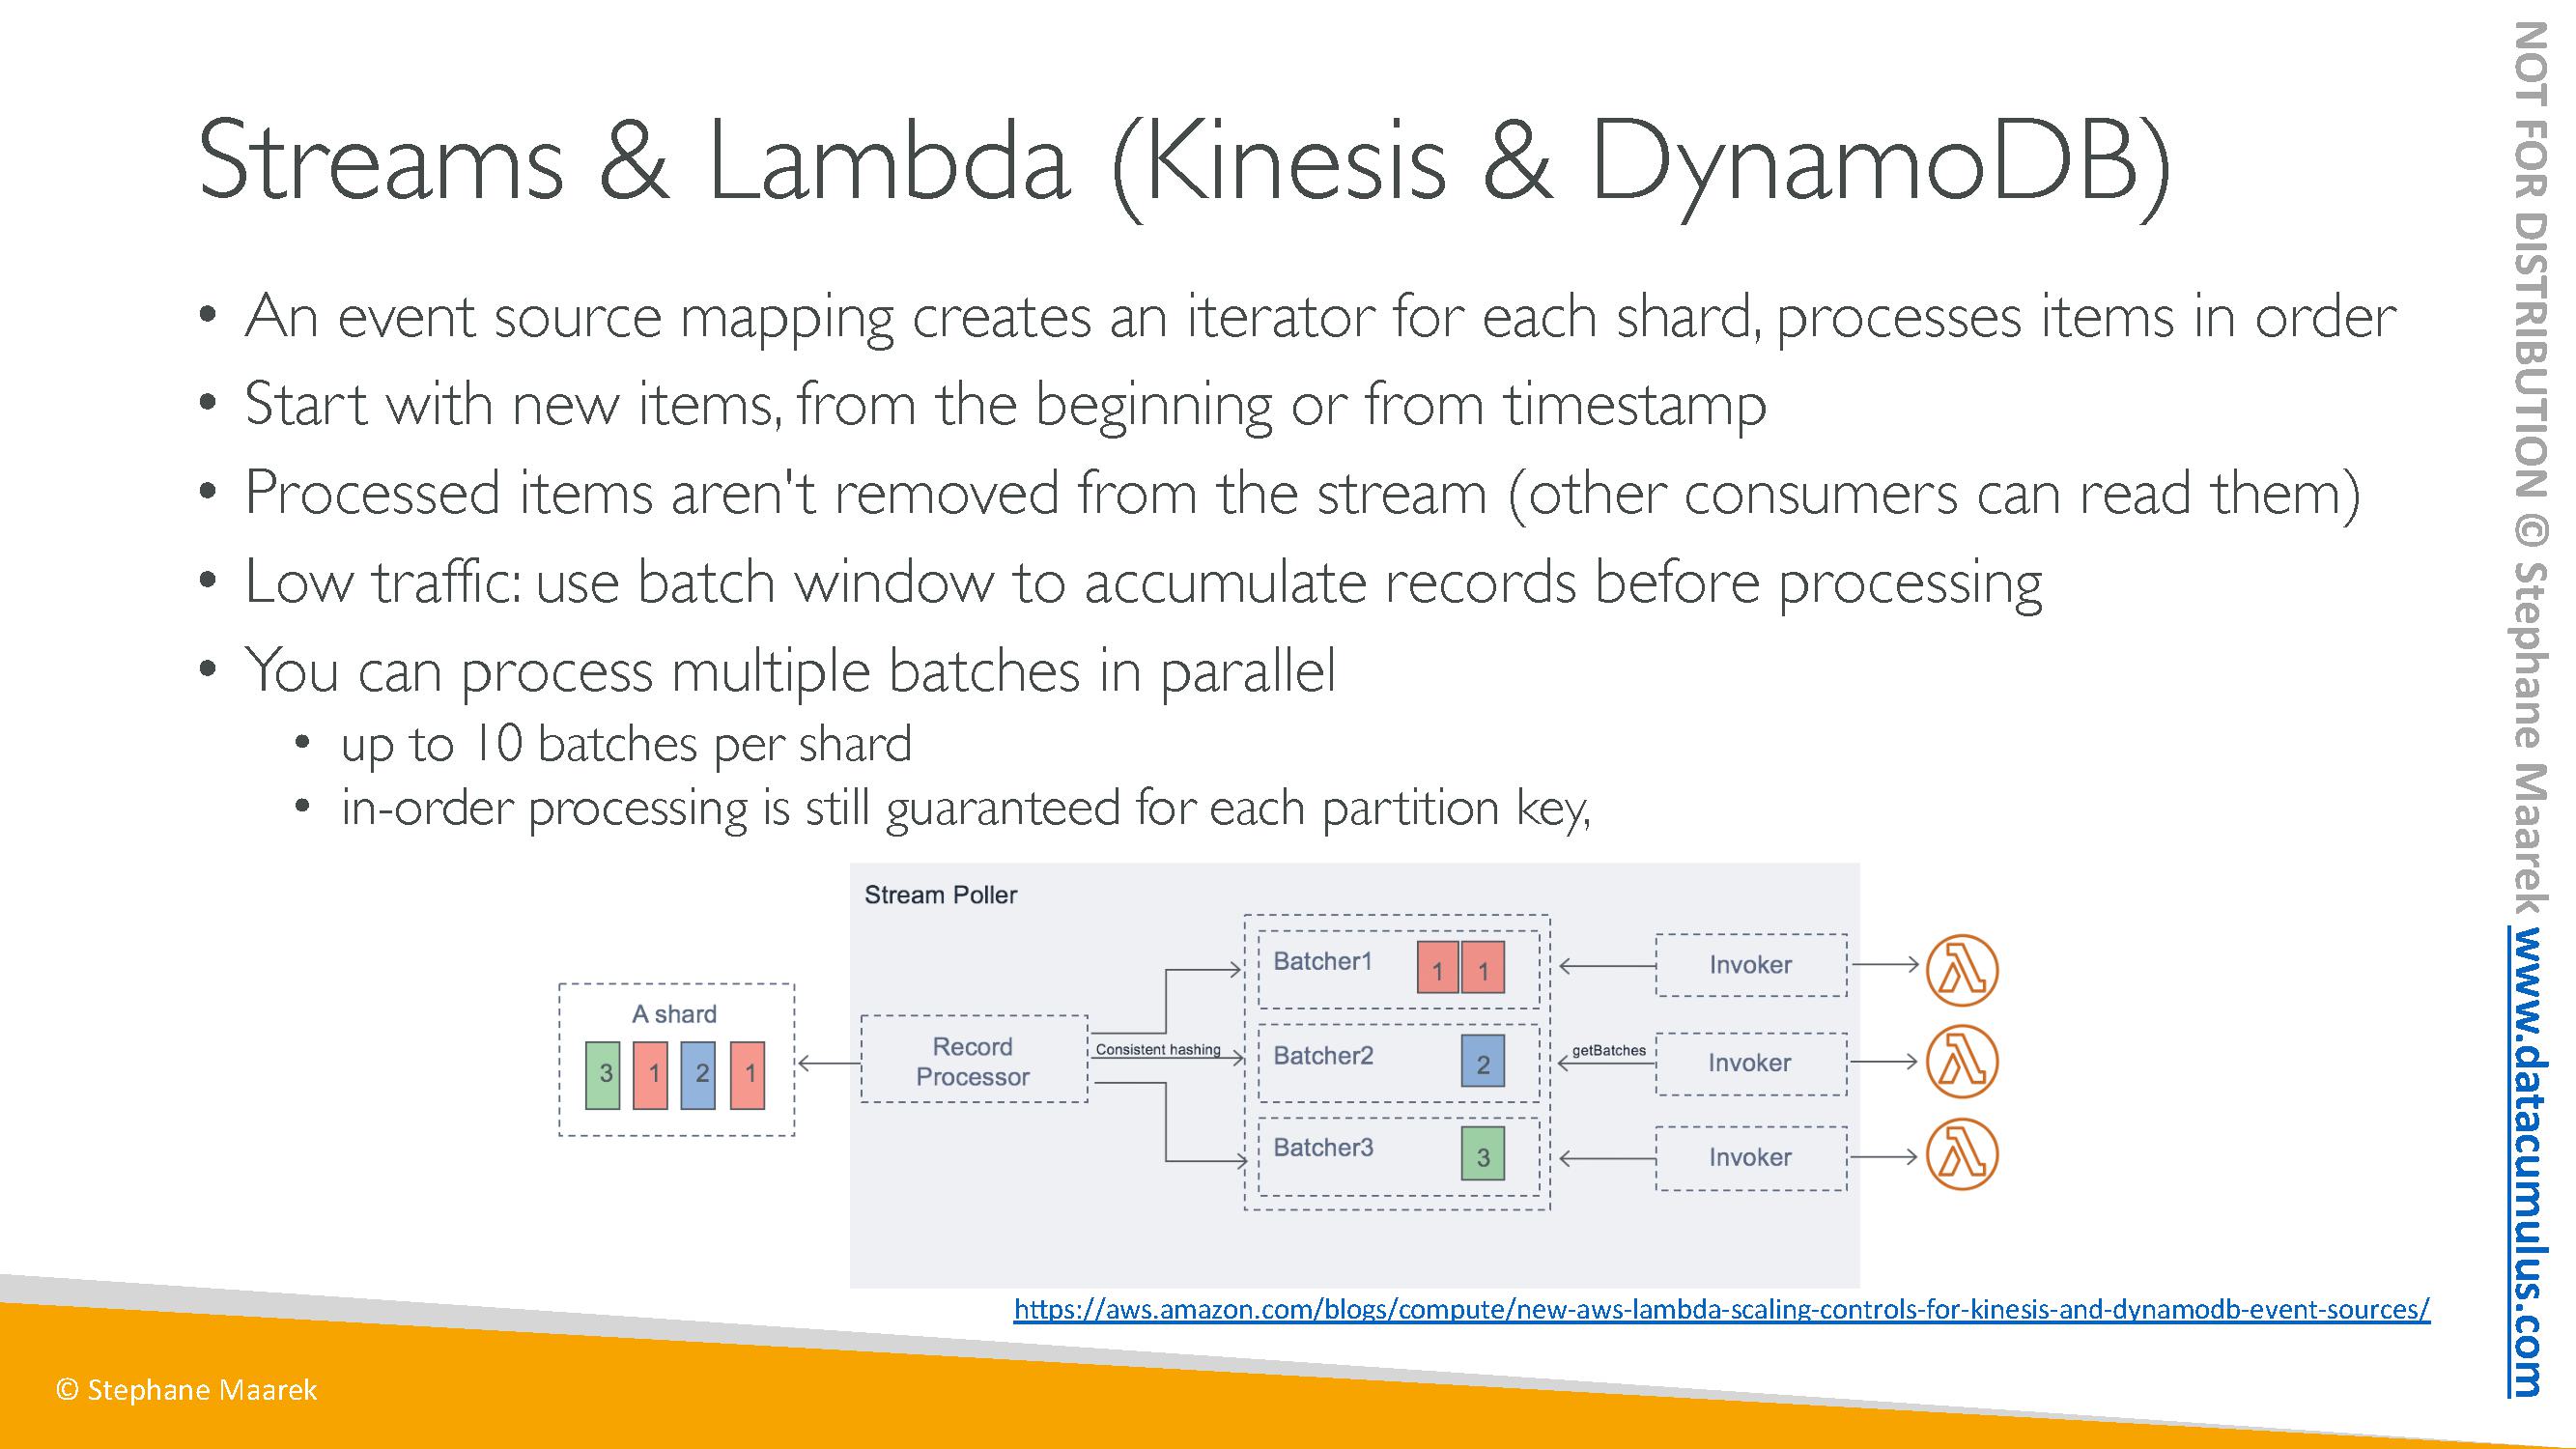 Streams & Lambda (Kinesis & DynamoDB)
• An event source mapping creates an iterator for each shard, processes items in order
• Start with new items, from the beginning or from timestamp
• Processed items aren't removed from the stream (other consumers can read them)
• Low traffic: use batch window to accumulate records before processing
• You can process multiple batches in parallel
• up to 10 batches per shard
• in-order processing is still guaranteed for each partition key,
Stream Poller
A shard
3 1 2 1
Record
Processor
Consistent hashing
Batcher1
1 1
Batcher2
2
Batcher3
3
getBatches
Invoker
Invoker
Invoker
https://aws.amazon.com/blogs/compute/new-aws-lambda-scaling-controls-for-kinesis-and-dynamodb-event-sources/
© Stephane Maarek
NOT FOR DISTRIBUTION © Stephane Maarek www.datacumulus.com